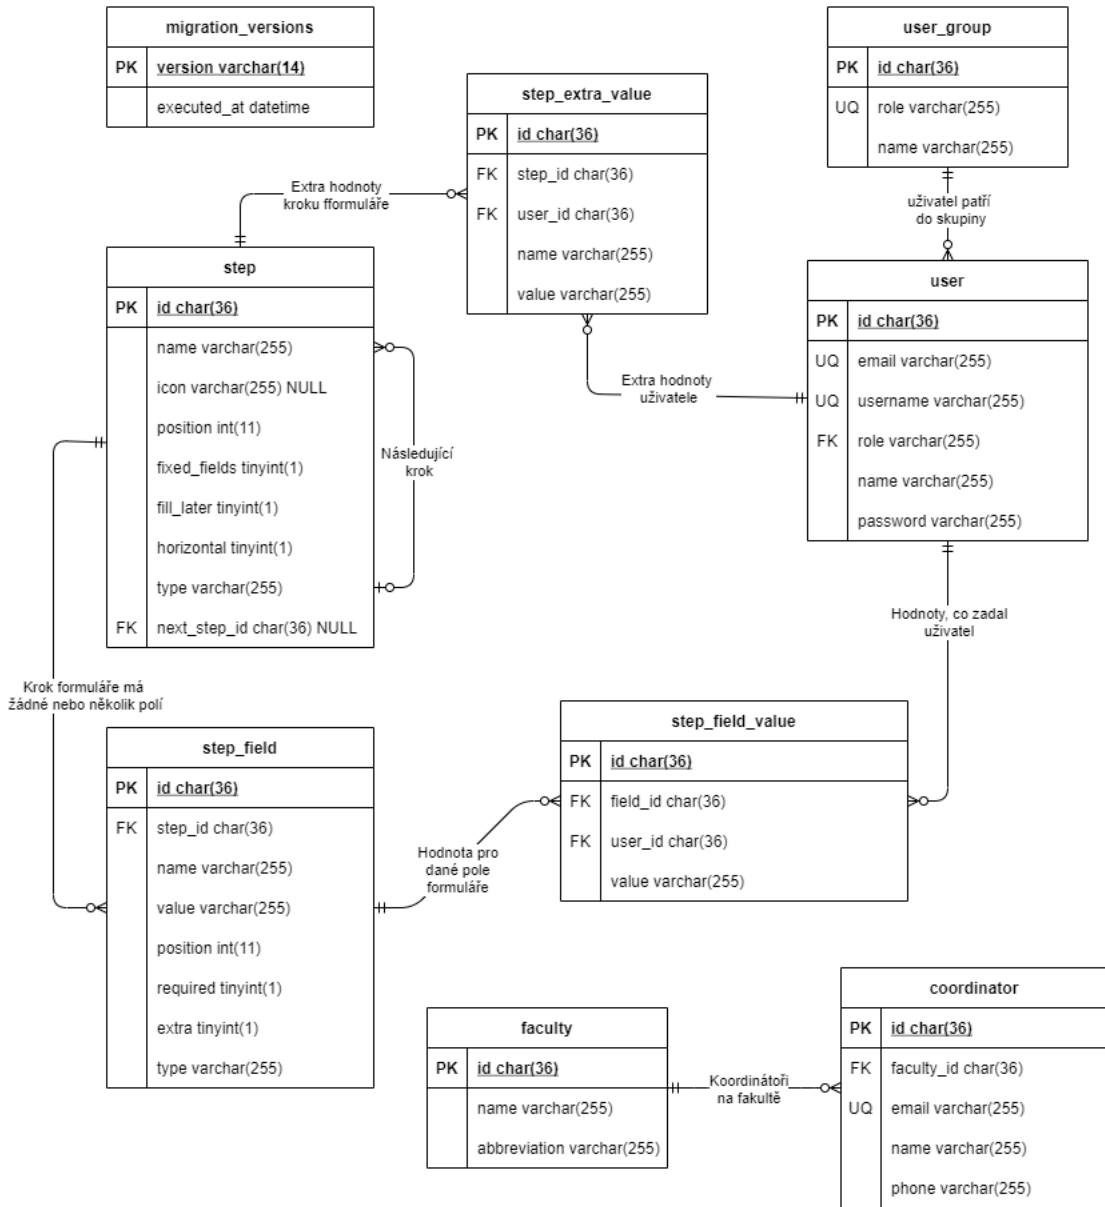 migration_versions
PK version varchar(14)
executed_at datetime
user_group
PK id char(36)
UQ role varchar(255)
name varchar(255)
step_extra_value
PK id char(36)
FK step_id char(36)
FK user_id char(36)
name varchar(255)
value varchar(255)
Extra hodnoty
kroku fformuláře
uživatel patří
do skupiny
step
PK id char(36)
name varchar(255)
icon varchar(255) NULL
position int(11)
fixed_fields tinyint(1)
fill_later tinyint(1)
horizontal tinyint(1)
type varchar(255)
FK next_step_id char(36) NULL
Následující
krok
user
PK id char(36)
UQ email varchar(255)
UQ username varchar(255)
FK role varchar(255)
name varchar(255)
password varchar(255)
Extra hodnoty
uživatele
Hodnoty, co zadal
uživatel
Krok formuláře má
žádné nebo několik polí
step_field
PK id char(36)
FK step_id char(36)
name varchar(255)
value varchar(255)
position int(11)
required tinyint(1)
extra tinyint(1)
type varchar(255)
step_field_value
PK id char(36)
FK field_id char(36)
FK user_id char(36)
value varchar(255)
Hodnota pro
dané pole
formuláře
faculty
PK id char(36)
name varchar(255)
abbreviation varchar(255)
Koordinátoři
na fakultě
coordinator
PK id char(36)
FK faculty_id char(36)
UQ email varchar(255)
name varchar(255)
phone varchar(255)